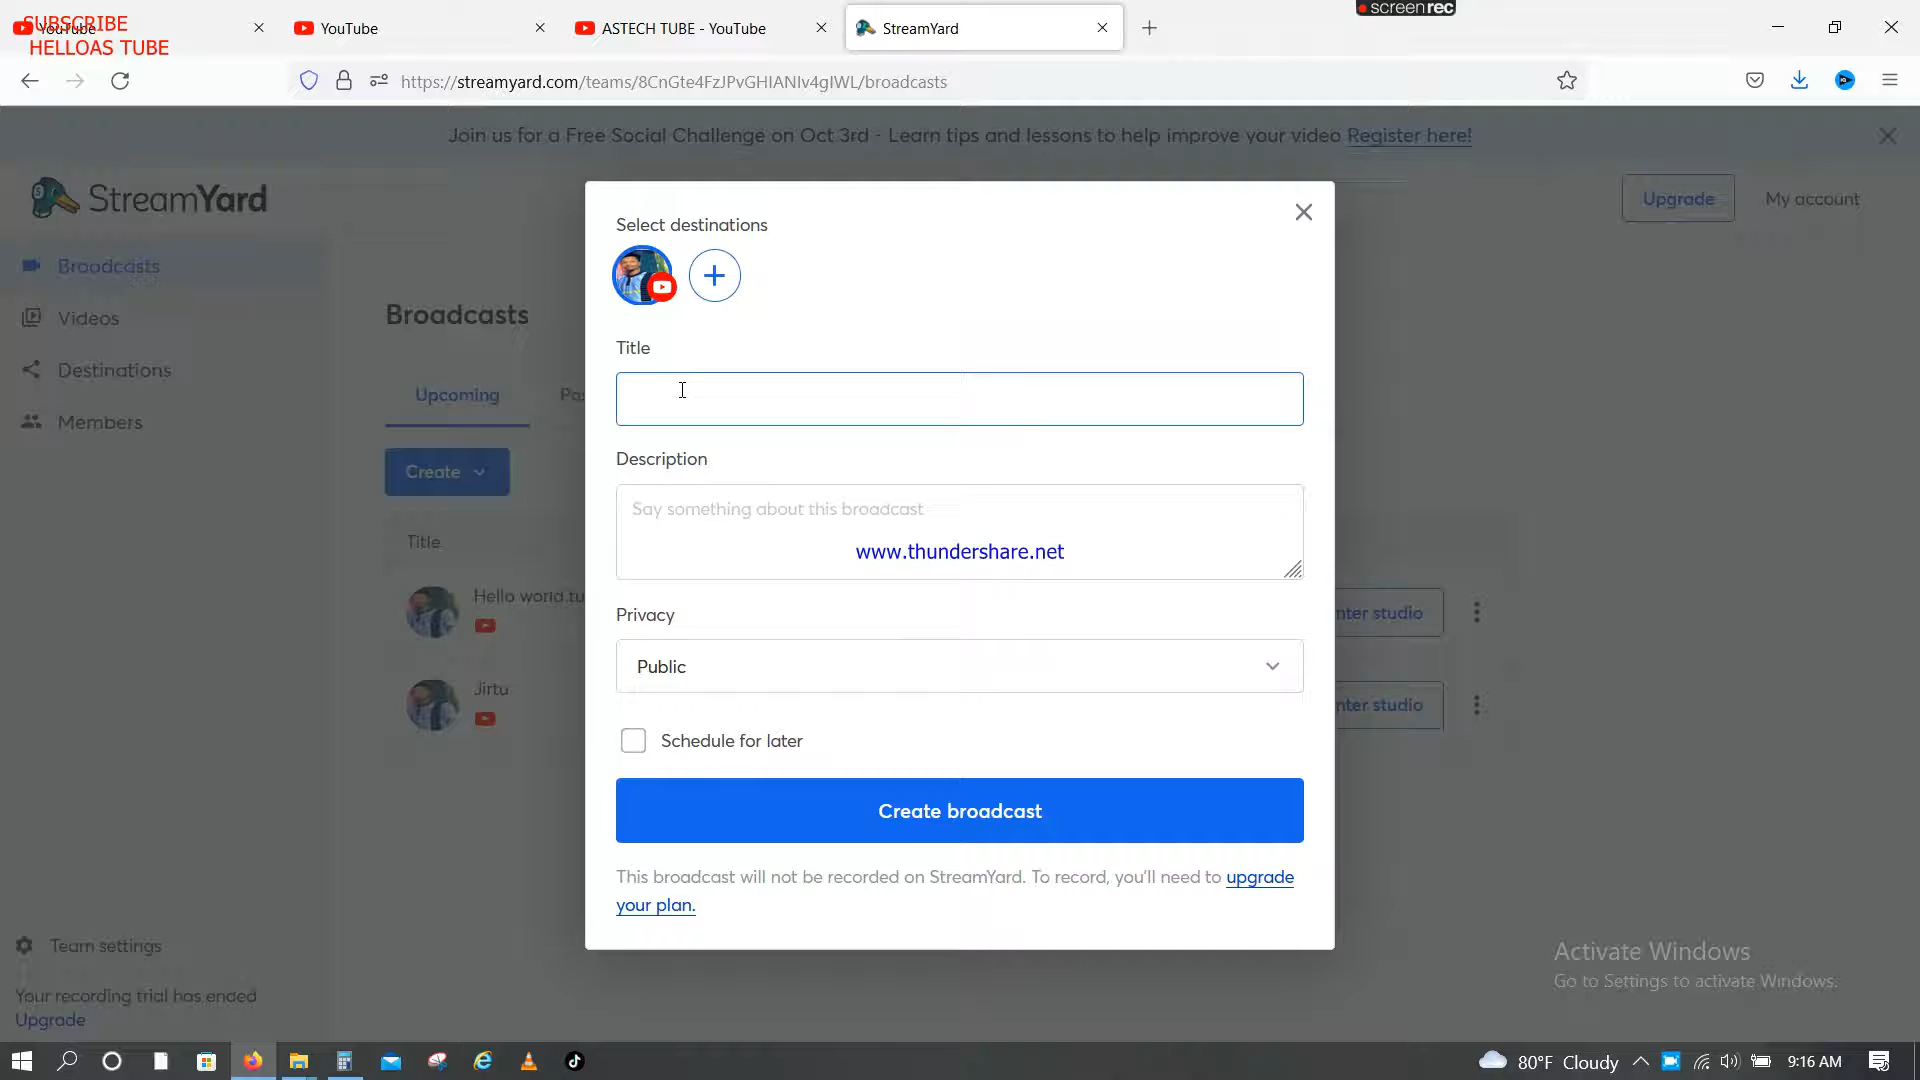 YouTube
SUBSCRIBE
HELLOAS TUBE
YouTube
ASTECH TUBE - YouTube
StreamYard
screenrec
https://streamyard.com/teams/8CnGte4FzJPvGHIANIv4gIWL/broadcasts
Join us for a Free Social Challenge on Oct 3rd - Learn tips and lessons to help improve your video Register here!
StreamYard
Upgrade
My account
Broadcasts
Videos
Destinations
Members
Broadcasts
Upcoming
Create
Title
Hello world.tu
Jirtu
Select destinations
Title
Description
Say something about this broadcast
www.thundershare.net
Privacy
Public
Schedule for later
Create broadcast
This broadcast will not be recorded on StreamYard. To record, you'll need to upgrade
your plan.
nter studio
nter studio
Team settings
Your recording trial has ended
Upgrade
Activate Windows
Go to Settings to activate Windows.
80°F Cloudy
9:16 AM